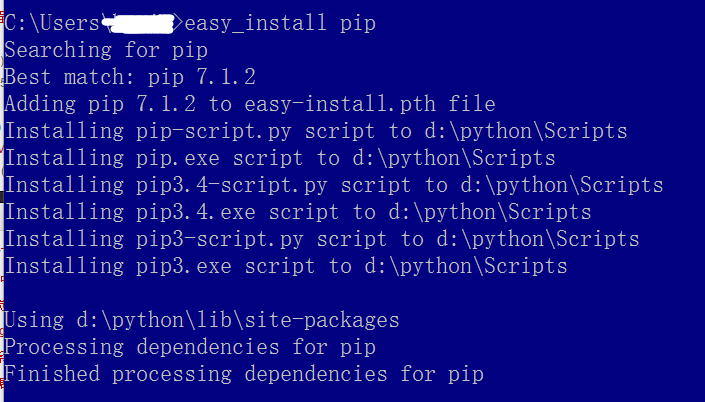 C:\Users\>easy_install pip
Searching for pip
Best match: pip 7.1.2
Adding pip 7.1.2 to easy-install.pth file
Installing pip-script.py script to d:\python\Scripts
Installing pip.exe script to d:\python\Scripts
Installing pip3.4-script.py script to d:\python\Scripts
Installing pip3.4.exe script to d:\python\Scripts
Installing pip3-script.py script to d:\python\Scripts
Installing pip3.exe script to d:\python\Scripts
Using d:\python\lib\site-packages
Processing dependencies for pip
Finished processing dependencies for pip